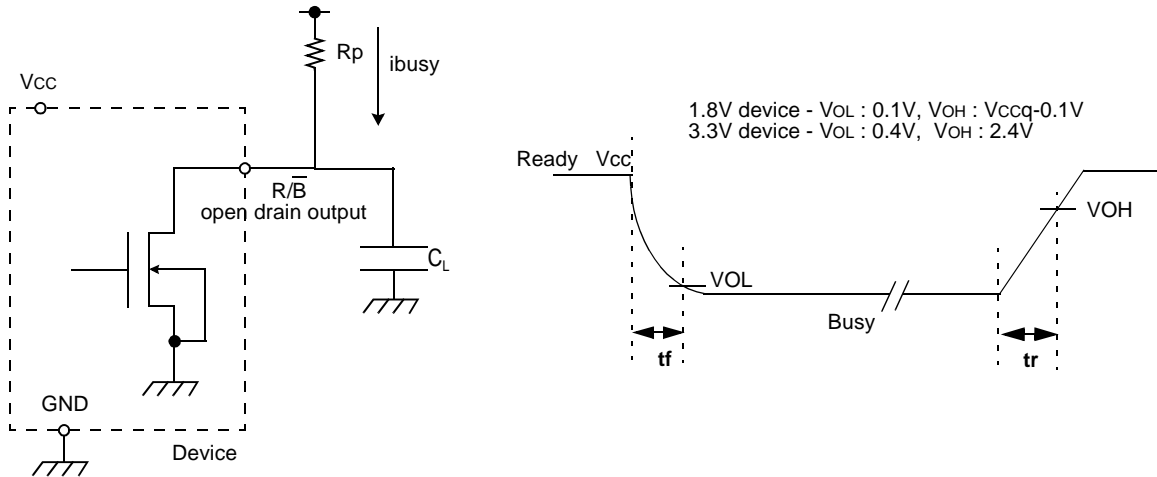 Rp
ibusy
VCC
R/B̅
open drain output
CL
GND
Device
1.8V device - VOL : 0.1V, VOH : VCCq-0.1V
3.3V device - VOL : 0.4V, VOH : 2.4V
Ready Vcc
VOH
VOL
Busy
tf
tr